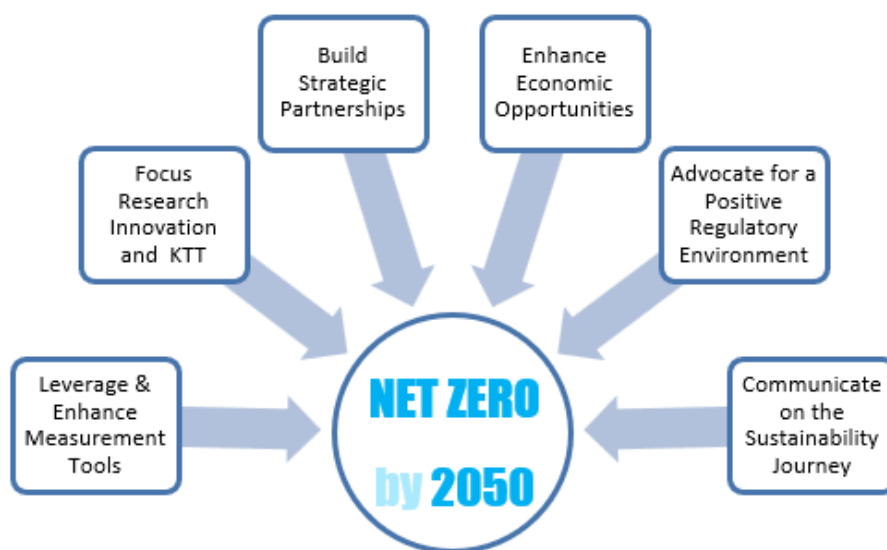 Build
Strategic
Partnerships
Enhance
Economic
Opportunities
Focus
Research
Innovation
and KTT
Advocate for a
Positive
Regulatory
Environment
Leverage &
Enhance
Measurement
Tools
NET ZERO
by 2050
Communicate
on the
Sustainability
Journey